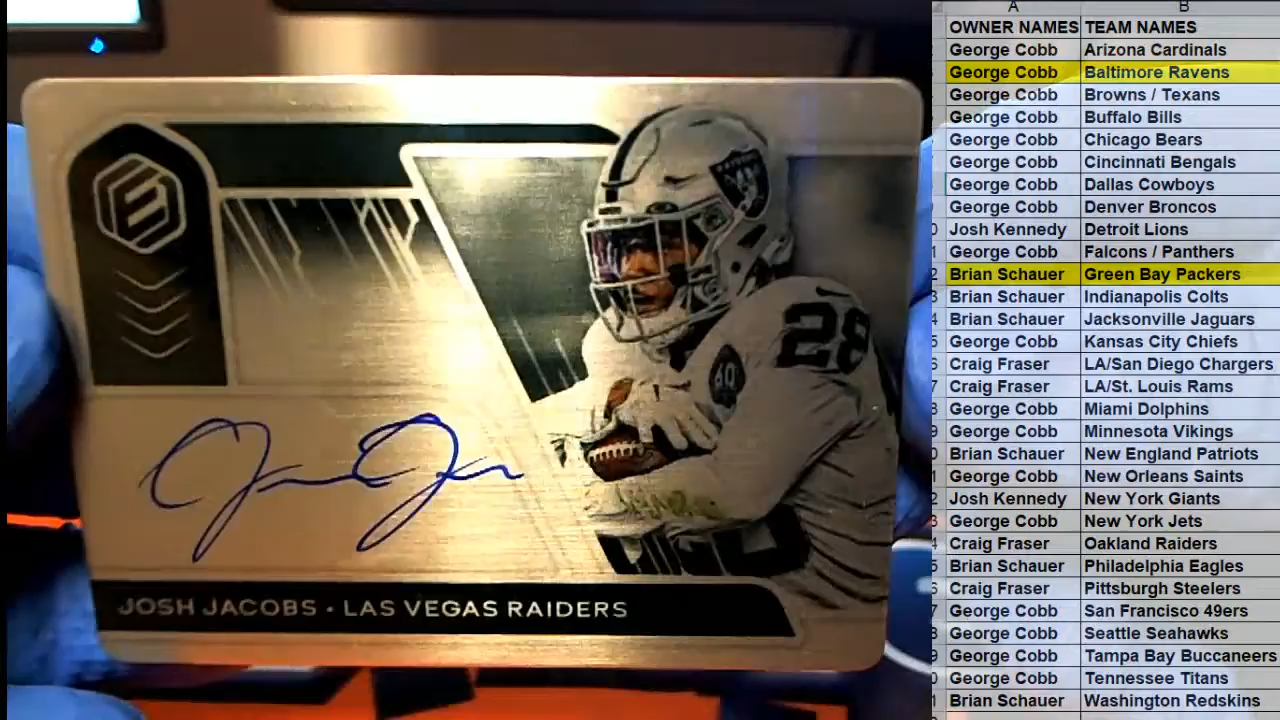 28
60
JOSH JACOBS • LAS VEGAS RAIDERS
A B
OWNER NAMES TEAM NAMES
George Cobb Arizona Cardinals
George Cobb Baltimore Ravens
George Cobb Browns / Texans
George Cobb Buffalo Bills
George Cobb Chicago Bears
George Cobb Cincinnati Bengals
George Cobb Dallas Cowboys
George Cobb Denver Broncos
Josh Kennedy Detroit Lions
George Cobb Falcons / Panthers
Brian Schauer Green Bay Packers
Brian Schauer Indianapolis Colts
Brian Schauer Jacksonville Jaguars
George Cobb Kansas City Chiefs
Craig Fraser LA/San Diego Chargers
Craig Fraser LA/St. Louis Rams
George Cobb Miami Dolphins
George Cobb Minnesota Vikings
Brian Schauer New England Patriots
George Cobb New Orleans Saints
Josh Kennedy New York Giants
George Cobb New York Jets
Craig Fraser Oakland Raiders
Brian Schauer Philadelphia Eagles
Craig Fraser Pittsburgh Steelers
George Cobb San Francisco 49ers
George Cobb Seattle Seahawks
George Cobb Tampa Bay Buccaneers
George Cobb Tennessee Titans
Brian Schauer Washington Redskins